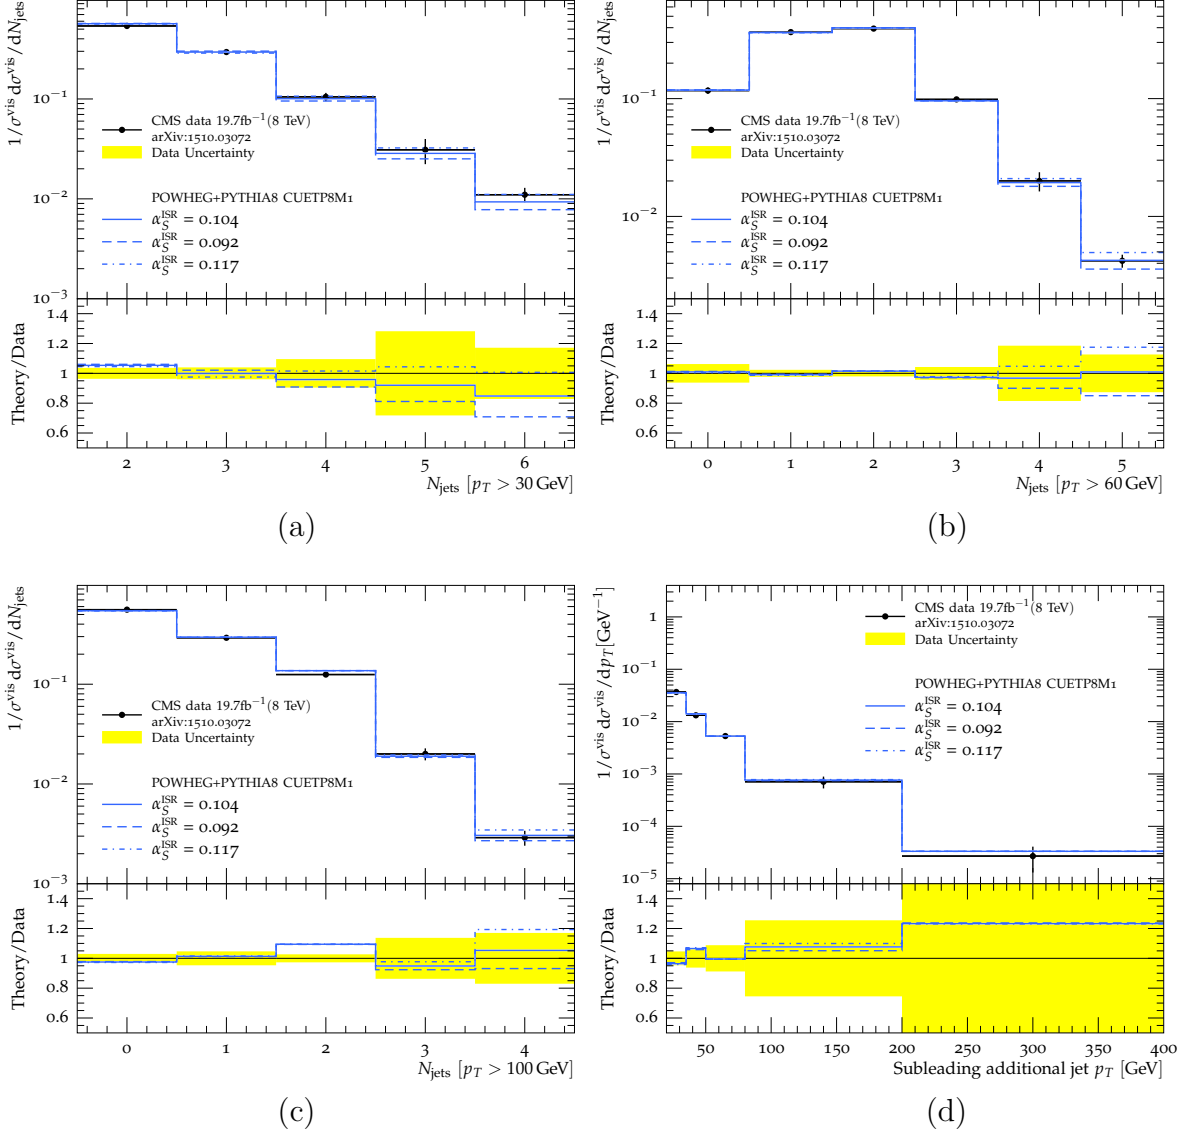 1/σ^vis dσ^vis/dN_jets
10^−1
10^−2
10^−3
CMS data 19.7fb^−1(8 TeV)
arXiv:1510.03072
Data Uncertainty
POWHEG+PYTHIA8 CUETP8M1
α_S^ISR = 0.104
α_S^ISR = 0.092
α_S^ISR = 0.117
Theory/Data
1.4
1.2
1
0.8
0.6
2 3 4 5 6
N_jets [p_T > 30 GeV]
(a)
1/σ^vis dσ^vis/dN_jets
10^−1
10^−2
CMS data 19.7fb^−1(8 TeV)
arXiv:1510.03072
Data Uncertainty
POWHEG+PYTHIA8 CUETP8M1
α_S^ISR = 0.104
α_S^ISR = 0.092
α_S^ISR = 0.117
Theory/Data
1.4
1.2
1
0.8
0.6
0 1 2 3 4 5
N_jets [p_T > 60 GeV]
(b)
1/σ^vis dσ^vis/dN_jets
10^−1
10^−2
10^−3
CMS data 19.7fb^−1(8 TeV)
arXiv:1510.03072
Data Uncertainty
POWHEG+PYTHIA8 CUETP8M1
α_S^ISR = 0.104
α_S^ISR = 0.092
α_S^ISR = 0.117
Theory/Data
1.4
1.2
1
0.8
0.6
0 1 2 3 4
N_jets [p_T > 100 GeV]
(c)
1/σ^vis dσ^vis/dp_T[GeV^−1]
1
10^−1
10^−2
10^−3
10^−4
10^−5
CMS data 19.7fb^−1(8 TeV)
arXiv:1510.03072
Data Uncertainty
POWHEG+PYTHIA8 CUETP8M1
α_S^ISR = 0.104
α_S^ISR = 0.092
α_S^ISR = 0.117
Theory/Data
1.4
1.2
1
0.8
0.6
50 100 150 200 250 300 350 400
Subleading additional jet p_T [GeV]
(d)